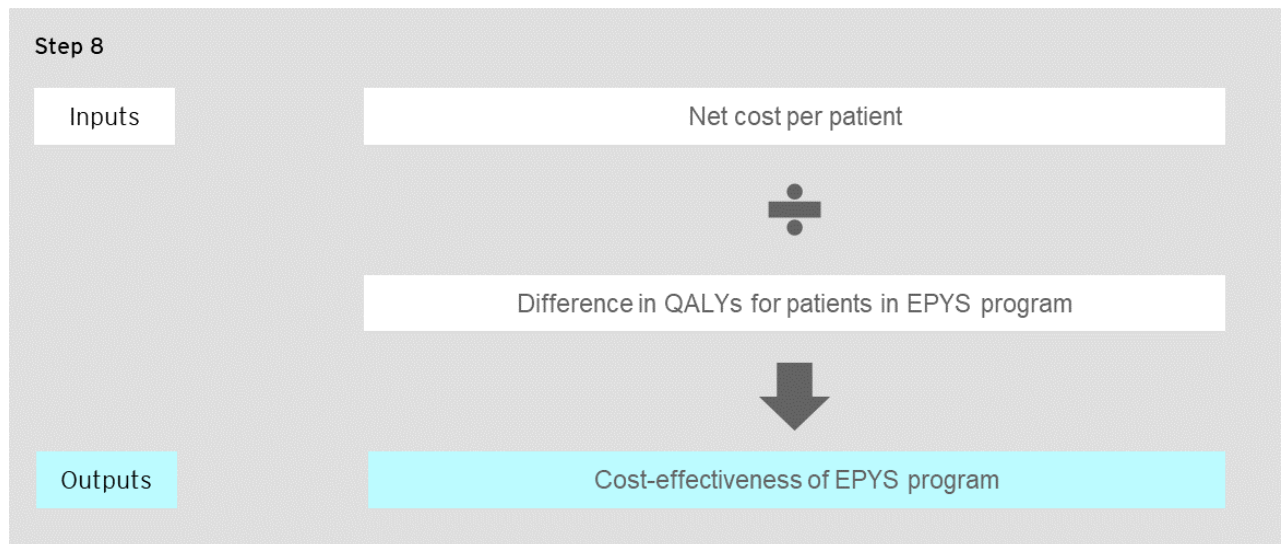 Step 8
Inputs
Net cost per patient
Difference in QALYs for patients in EPYS program
Outputs
Cost-effectiveness of EPYS program